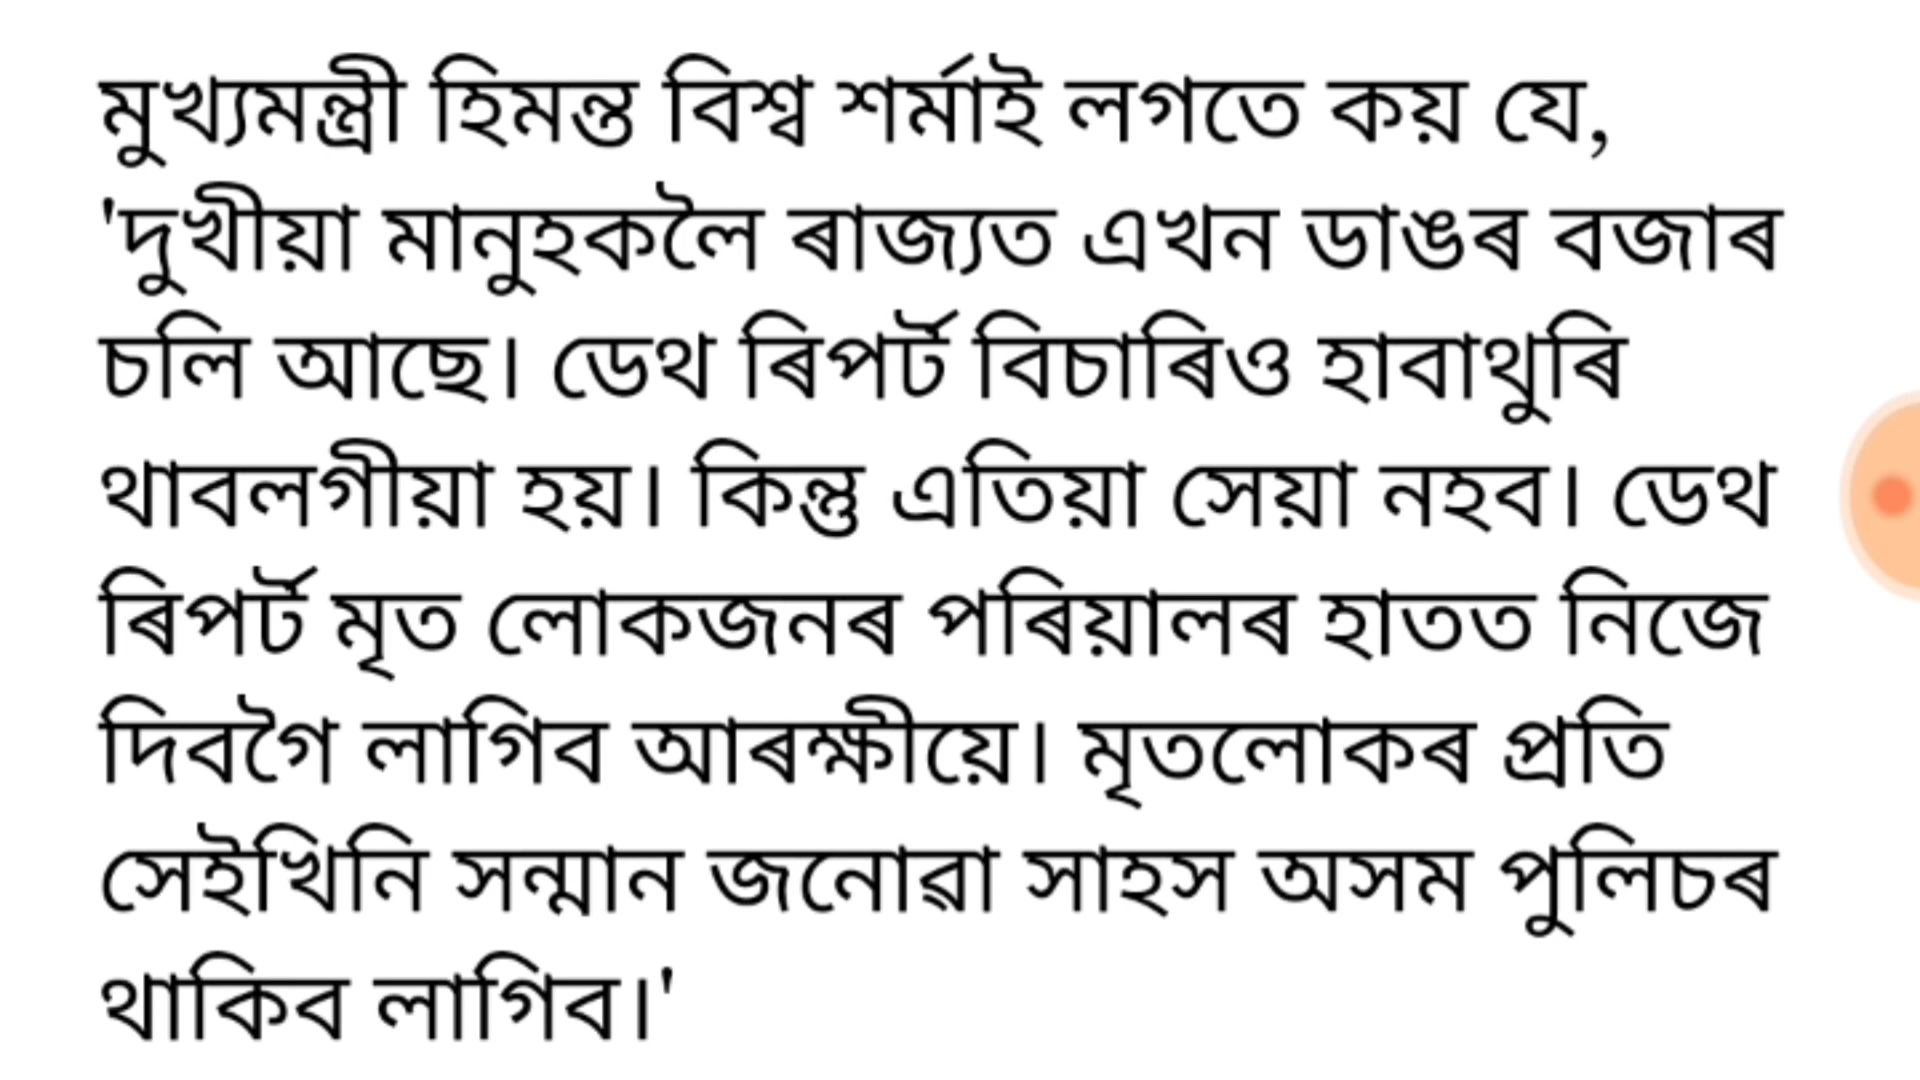 মুখ্যমন্ত্ৰী হিমন্ত বিশ্ব শৰ্মাই লগতে কয় যে,
'দুখীয়া মানুহকলৈ ৰাজ্যত এখন ডাঙৰ বজাৰ
চলি আছে। ডেথ ৰিপৰ্ট বিচাৰিও হাবাথুৰি
থাবলগীয়া হয়। কিন্তু এতিয়া সেয়া নহব। ডেথ
ৰিপৰ্ট মৃত লোকজনৰ পৰিয়ালৰ হাতত নিজে
দিবগৈ লাগিব আৰক্ষীয়ে। মৃতলোকৰ প্ৰতি
সেইখিনি সন্মান জনোৱা সাহস অসম পুলিচৰ
থাকিব লাগিব।'